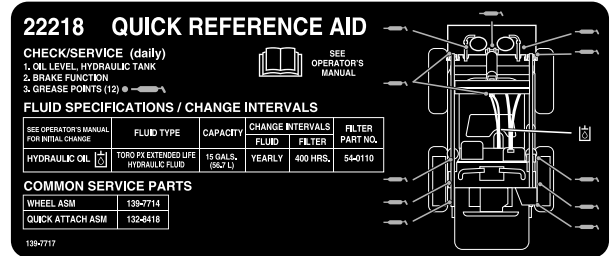 22218 QUICK REFERENCE AID
CHECK/SERVICE (daily)
1. OIL LEVEL, HYDRAULIC TANK
2. BRAKE FUNCTION
3. GREASE POINTS (12)
SEE
OPERATOR'S
MANUAL
FLUID SPECIFICATIONS / CHANGE INTERVALS
SEE OPERATOR'S MANUAL
FOR INITIAL CHANGE
FLUID TYPE
CAPACITY
CHANGE INTERVALS
FLUID
FILTER
FILTER
PART NO.
HYDRAULIC OIL
TORO PX EXTENDED LIFE
HYDRAULIC FLUID
15 GALS.
(56.7 L)
YEARLY
400 HRS.
54-0110
COMMON SERVICE PARTS
WHEEL ASM 139-7714
QUICK ATTACH ASM 132-8418
139-7717